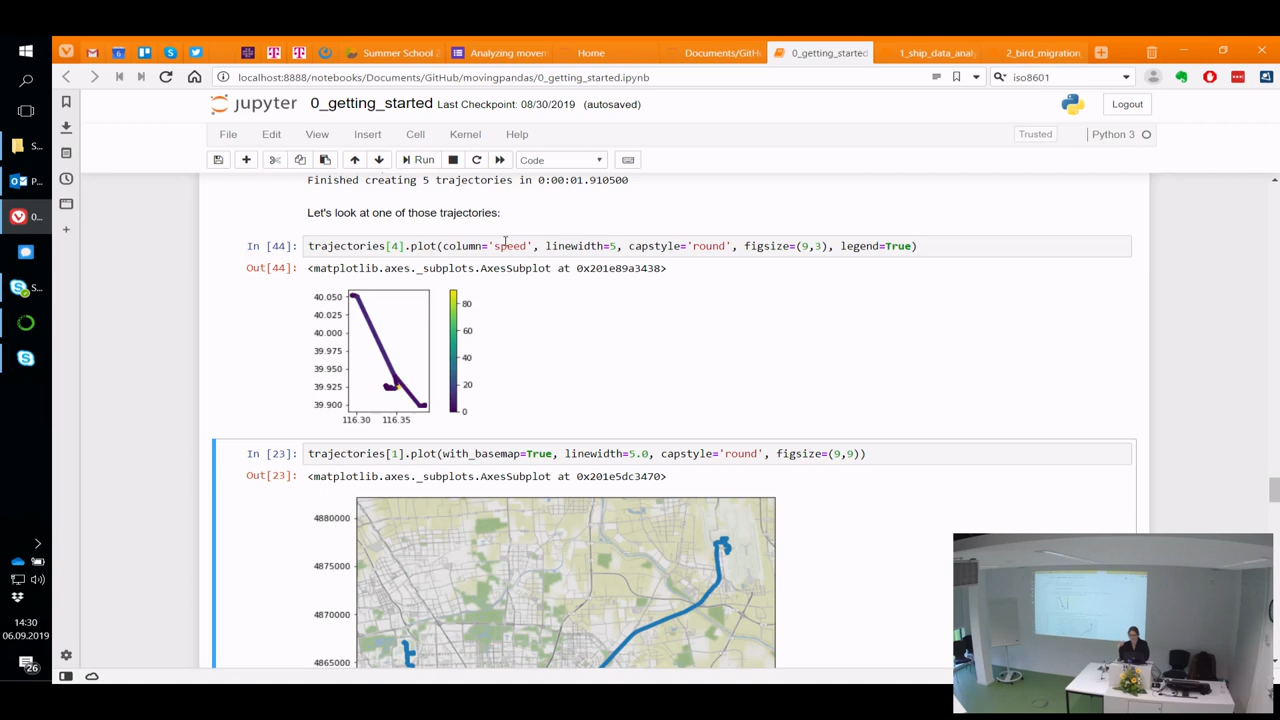 Summer School 2
Analyzing movem
Home
Documents/GitHu
0_getting_started
1_ship_data_anal
2_bird_migration.
localhost:8888/notebooks/Documents/GitHub/movingpandas/0_getting_started.ipynb
iso8601
jupyter 0_getting_started Last Checkpoint: 08/30/2019 (autosaved)
Logout
File Edit View Insert Cell Kernel Help
Trusted
Python 3
Run
Code
Finished creating 5 trajectories in 0:00:01.910500
Let's look at one of those trajectories:
In [44]: trajectories[4].plot(column='speed', linewidth=5, capstyle='round', figsize=(9,3), legend=True)
Out[44]: <matplotlib.axes._subplots.AxesSubplot at 0x201e89a3438>
40.050
40.025
40.000
39.975
39.950
39.925
39.900
116.30 116.35
80
60
40
20
0
In [23]: trajectories[1].plot(with_basemap=True, linewidth=5.0, capstyle='round', figsize=(9,9))
Out[23]: <matplotlib.axes._subplots.AxesSubplot at 0x201e5dc3470>
4880000
4875000
4870000
4865000
6
S...
P...
0...
S...
S...
14:30
06.09.2019
26